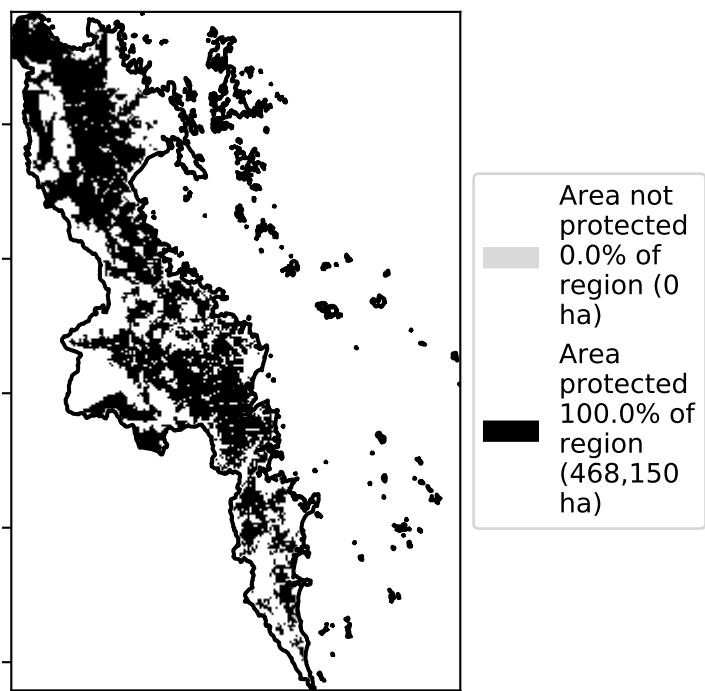 Area not
protected
0.0% of
region (0
ha)
Area
protected
100.0% of
region
(468,150
ha)